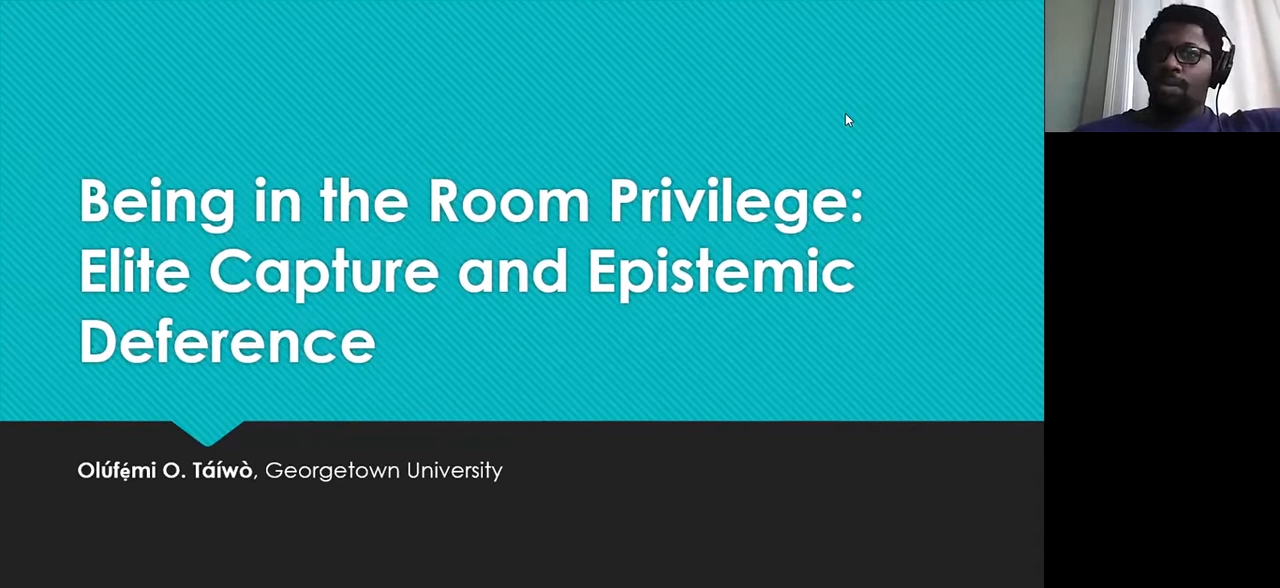 Being in the Room Privilege:
Elite Capture and Epistemic
Deference
Olúfẹ́mi O. Táíwò, Georgetown University